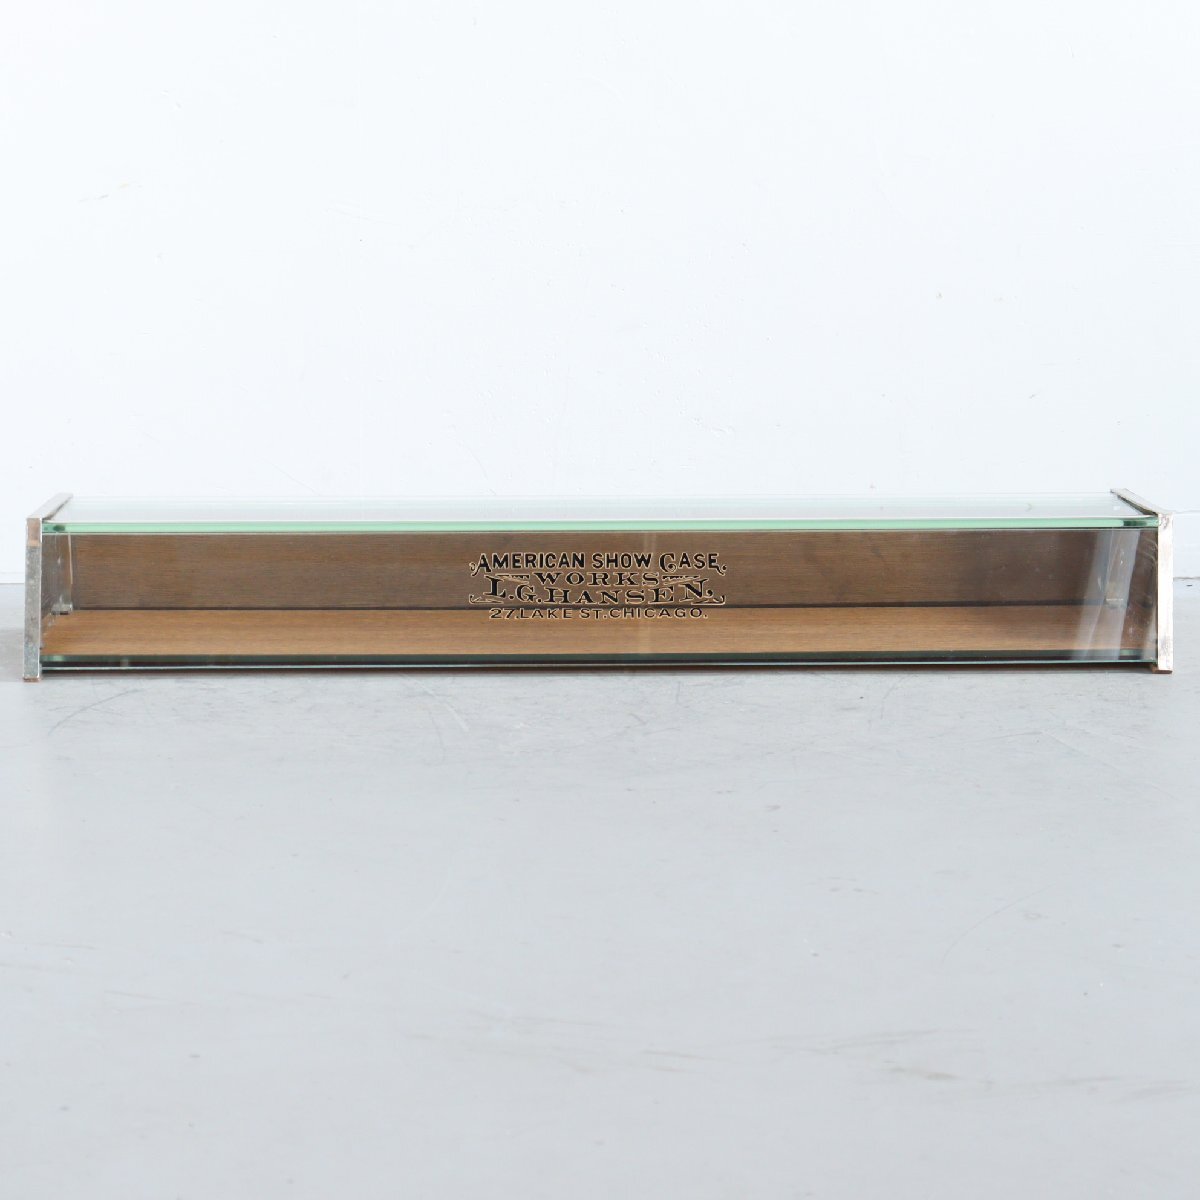 AMERICAN SHOW CASE
WORKS
L.G.HANSEN.
27.LAKE ST.CHICAGO.